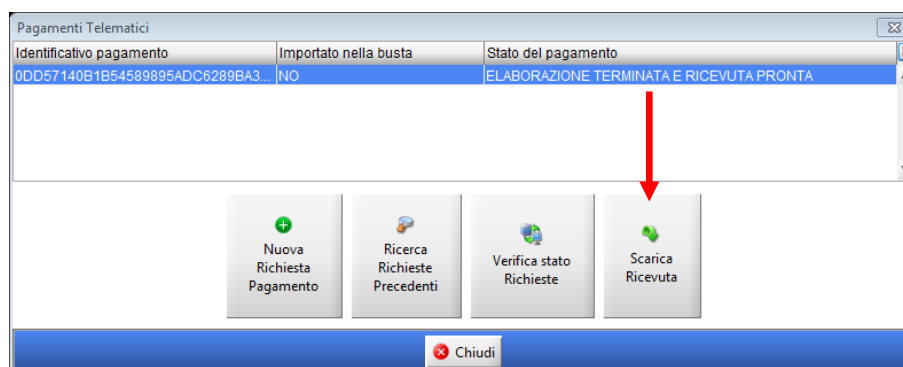 Pagamenti Telematici
Identificativo pagamento Importato nella busta Stato del pagamento
0DD57140B1B54589895ADC6289BA3... NO ELABORAZIONE TERMINATA E RICEVUTA PRONTA
Nuova
Richiesta
Pagamento
Ricerca
Richieste
Precedenti
Verifica stato
Richieste
Scarica
Ricevuta
Chiudi